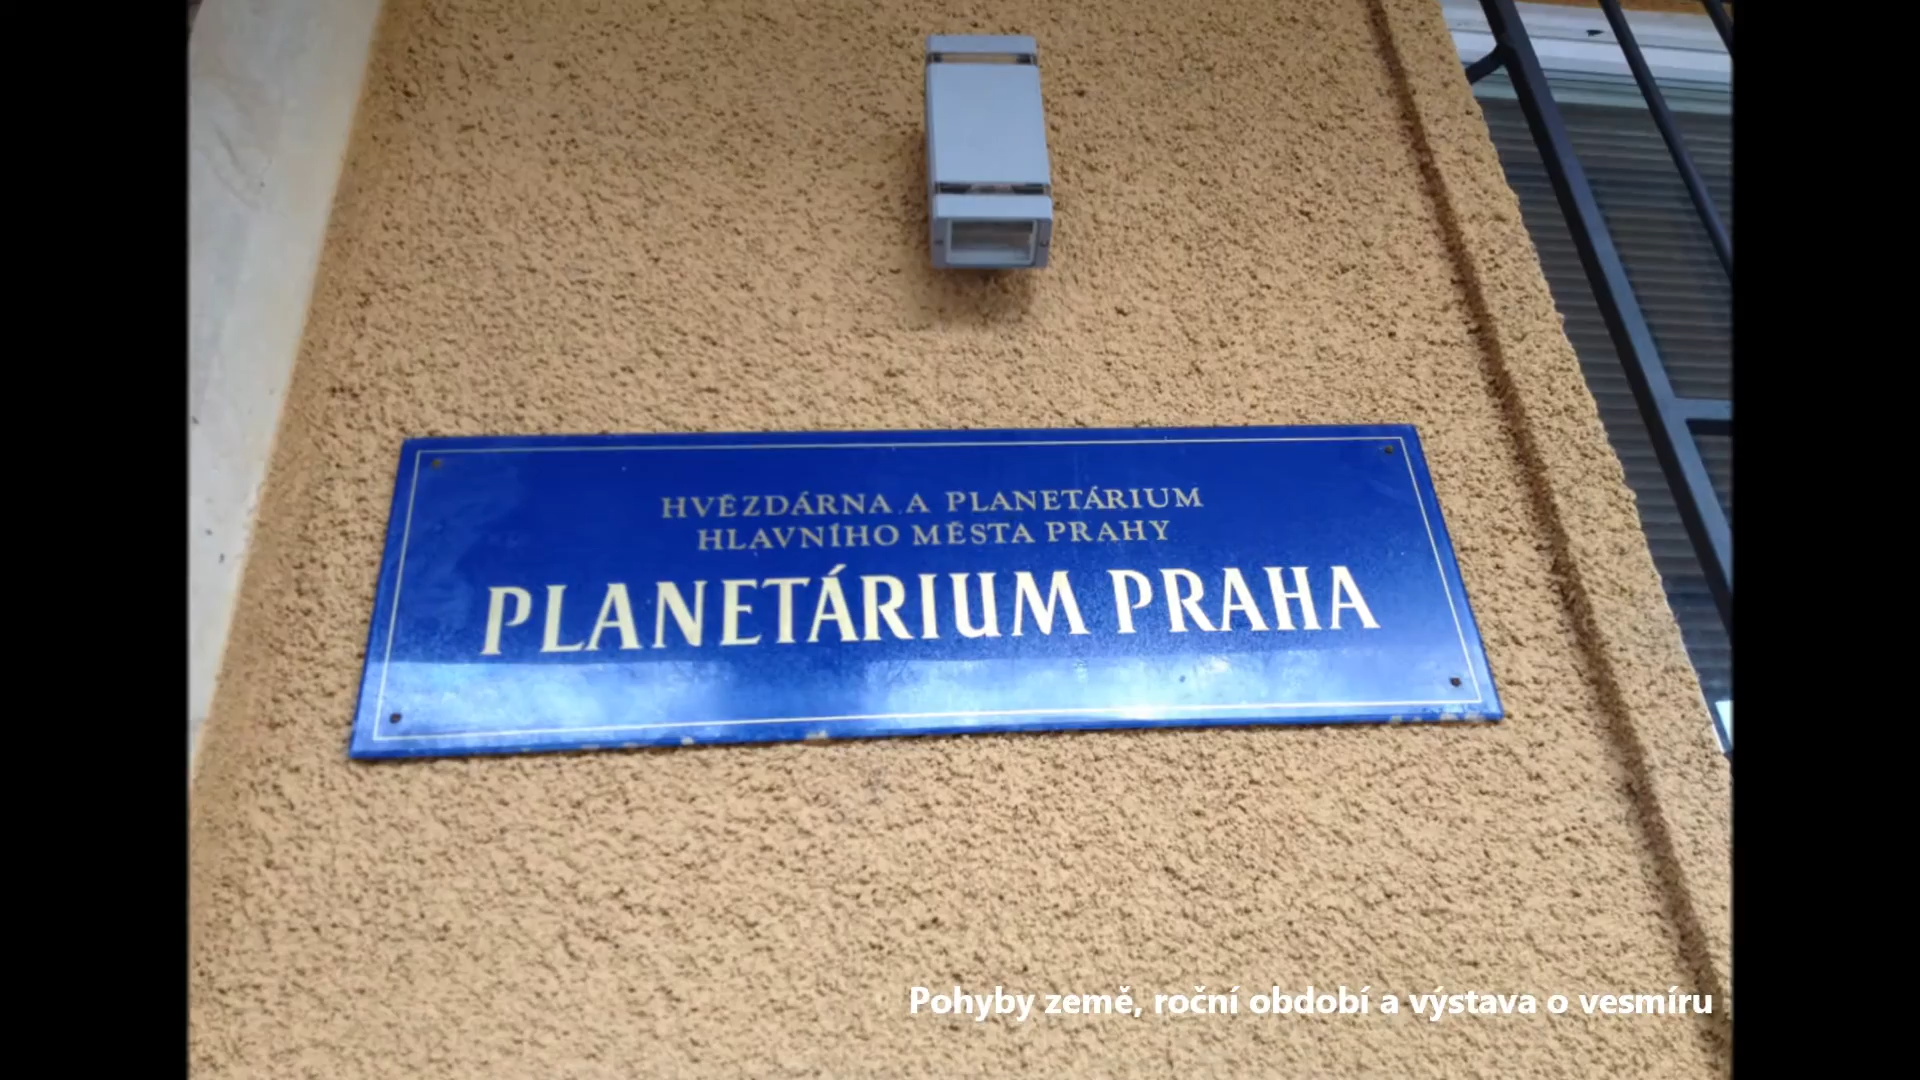 HVĚZDÁRNA A PLANETÁRIUM
HLAVNÍHO MĚSTA PRAHY
PLANETÁRIUM PRAHA
Pohyby země, roční období a výstava o vesmíru